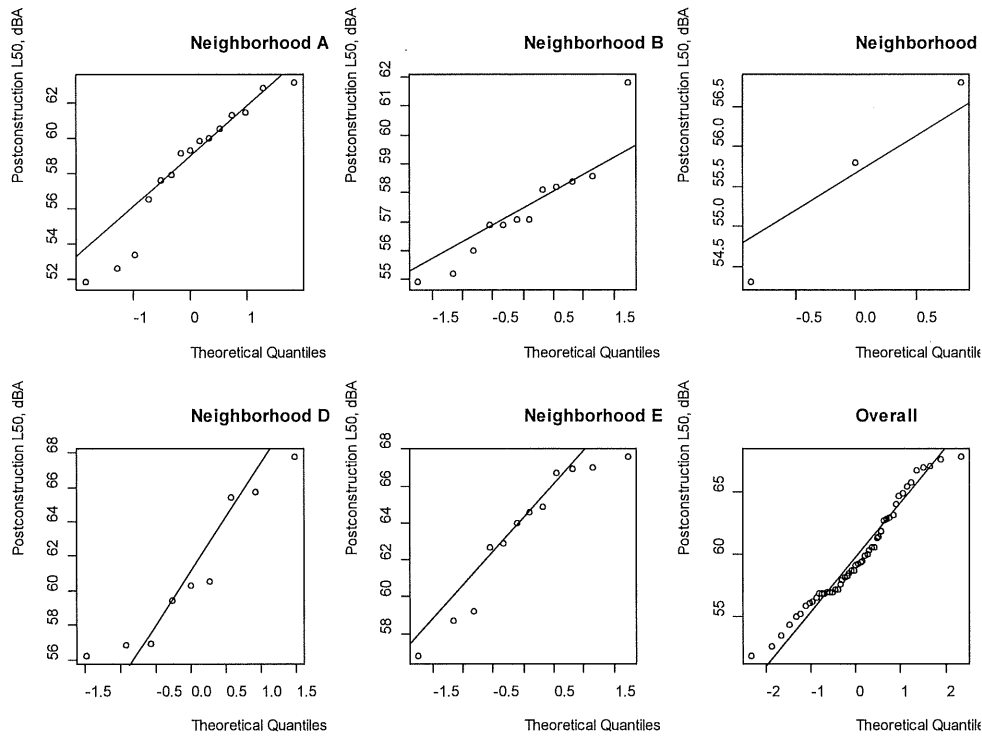 Neighborhood A
Postconstruction L50, dBA
52 54 56 58 60 62
-1 0 1
Theoretical Quantiles
Neighborhood B
Postconstruction L50, dBA
55 56 57 58 59 60 61 62
-1.5 -0.5 0.5 1.5
Theoretical Quantiles
Neighborhood
Postconstruction L50, dBA
54.5 55.0 55.5 56.0 56.5
-0.5 0.0 0.5
Theoretical Quantile
Neighborhood D
Postconstruction L50, dBA
56 58 60 62 64 66 68
-1.5 -0.5 0.0 0.5 1.0 1.5
Theoretical Quantiles
Neighborhood E
Postconstruction L50, dBA
58 60 62 64 66 68
-1.5 -0.5 0.5 1.5
Theoretical Quantiles
Overall
Postconstruction L50, dBA
55 60 65
-2 -1 0 1 2
Theoretical Quantile